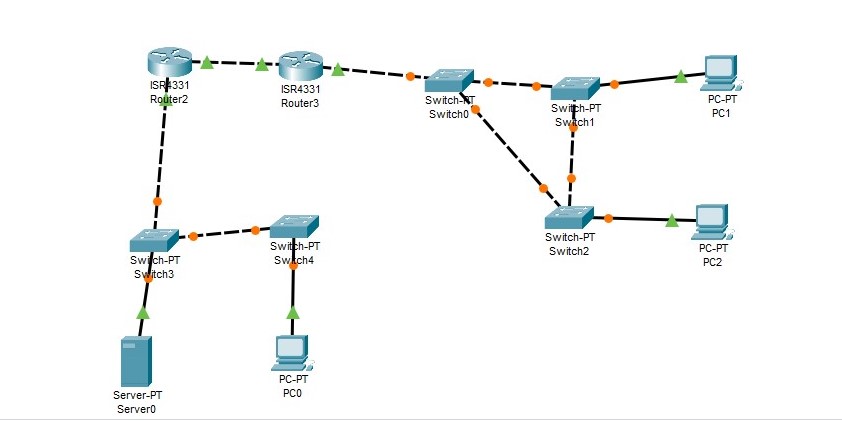 ISR4331
Router2
ISR4331
Router3
Switch-PT
Switch0
Switch-PT
Switch1
PC-PT
PC1
Switch-PT
Switch2
PC-PT
PC2
Switch-PT
Switch3
Switch-PT
Switch4
Server-PT
Server0
PC-PT
PC0